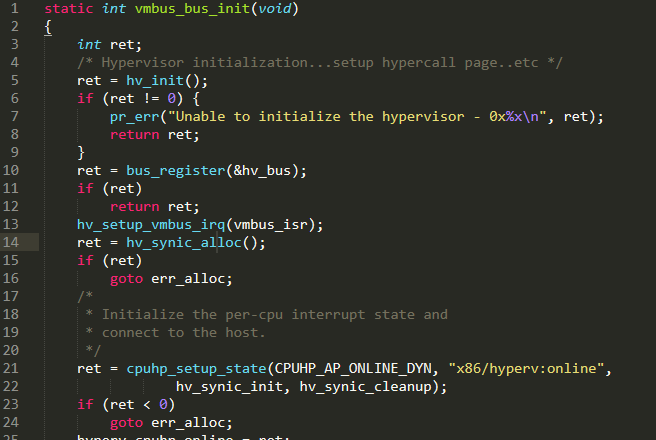 1 static int vmbus_bus_init(void)
2 {
3 int ret;
4 /* Hypervisor initialization...setup hypercall page..etc */
5 ret = hv_init();
6 if (ret != 0) {
7 pr_err("Unable to initialize the hypervisor - 0x%x\n", ret);
8 return ret;
9 }
10 ret = bus_register(&hv_bus);
11 if (ret)
12 return ret;
13 hv_setup_vmbus_irq(vmbus_isr);
14 ret = hv_synic_alloc();
15 if (ret)
16 goto err_alloc;
17 /*
18 * Initialize the per-cpu interrupt state and
19 * connect to the host.
20 */
21 ret = cpuhp_setup_state(CPUHP_AP_ONLINE_DYN, "x86/hyperv:online",
22 hv_synic_init, hv_synic_cleanup);
23 if (ret < 0)
24 goto err_alloc;
25 hyperv_cpuhp_online = ret;